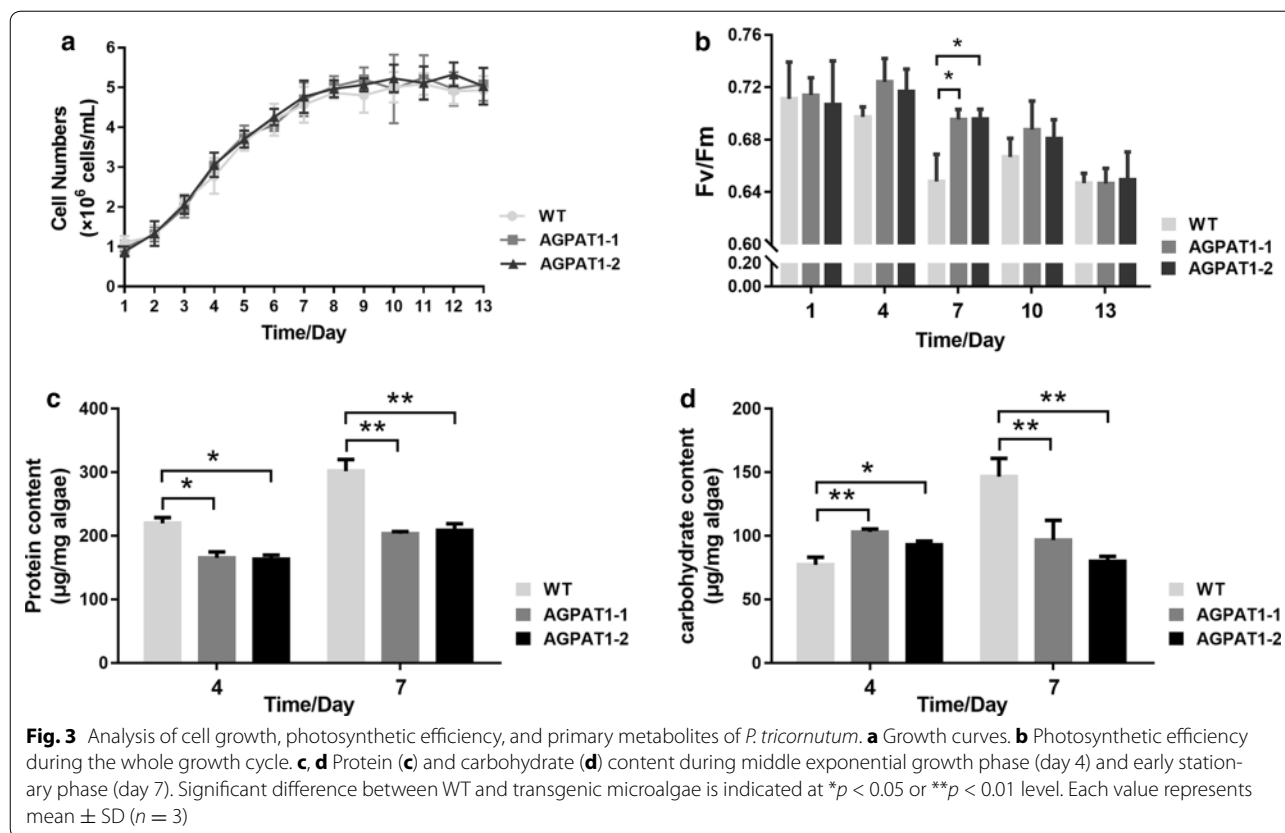 a
Cell Numbers
(×10⁶ cells/mL)
6
5
4
3
2
1
0
1 2 3 4 5 6 7 8 9 10 11 12 13
Time/Day
WT
AGPAT1-1
AGPAT1-2
b
Fv/Fm
0.76
0.72
0.68
0.64
0.60
0.20
0.00
*
*
1 4 7 10 13
Time/Day
WT
AGPAT1-1
AGPAT1-2
c
Protein content
(µg/mg algae)
400
300
200
100
0
*
*
**
**
4 7
Time/Day
WT
AGPAT1-1
AGPAT1-2
d
carbohydrate content
(µg/mg algae)
200
150
100
50
0
*
**
**
**
4 7
Time/Day
WT
AGPAT1-1
AGPAT1-2
Fig. 3 Analysis of cell growth, photosynthetic efficiency, and primary metabolites of P. tricornutum. a Growth curves. b Photosynthetic efficiency
during the whole growth cycle. c, d Protein (c) and carbohydrate (d) content during middle exponential growth phase (day 4) and early station-
ary phase (day 7). Significant difference between WT and transgenic microalgae is indicated at *p < 0.05 or **p < 0.01 level. Each value represents
mean ± SD (n = 3)